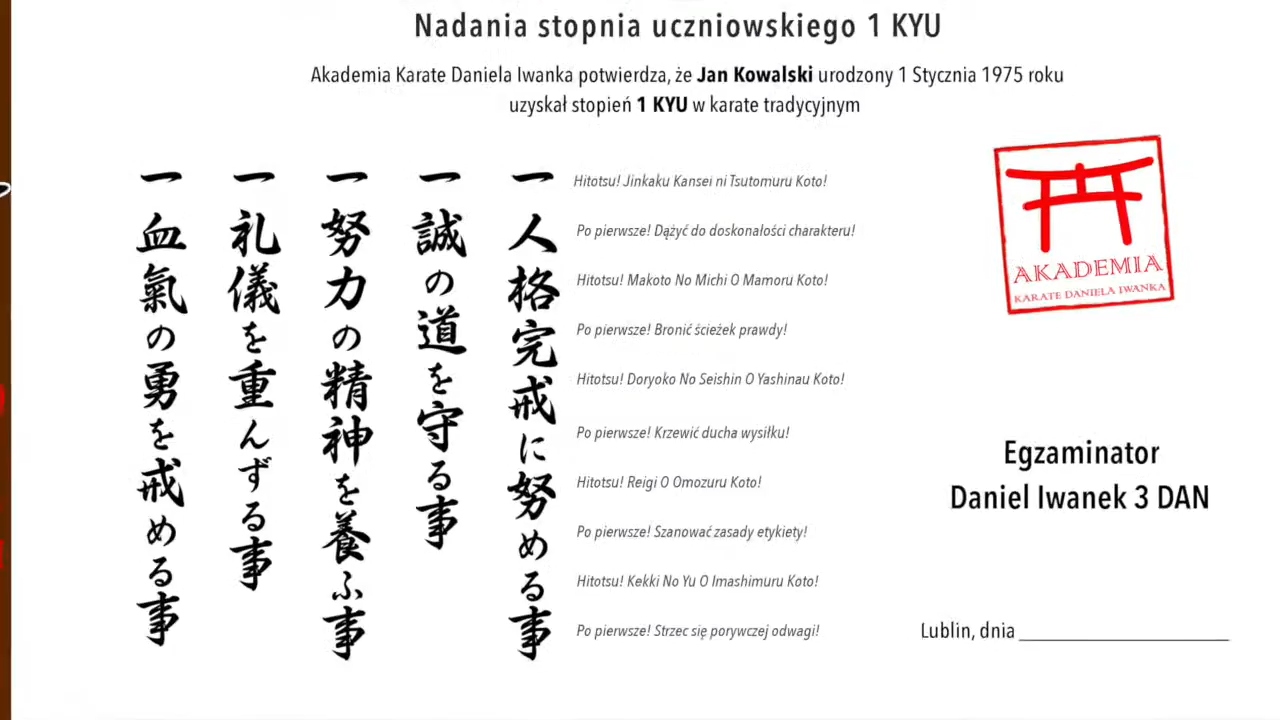 Nadania stopnia uczniowskiego 1 KYU
Akademia Karate Daniela Iwanka potwierdza, że Jan Kowalski urodzony 1 Stycznia 1975 roku
uzyskał stopień 1 KYU w karate tradycyjnym
一人格完戒に努める事
一誠の道を守る事
一努力の精神を養ふ事
一礼儀を重んずる事
一血氣の勇を戒める事
Hitotsu! Jinkaku Kansei ni Tsutomuru Koto!
Po pierwsze! Dążyć do doskonałości charakteru!
Hitotsu! Makoto No Michi O Mamoru Koto!
Po pierwsze! Bronić ścieżek prawdy!
Hitotsu! Doryoko No Seishin O Yashinau Koto!
Po pierwsze! Krzewić ducha wysiłku!
Hitotsu! Reigi O Omozuru Koto!
Po pierwsze! Szanować zasady etykiety!
Hitotsu! Kekki No Yu O Imashimuru Koto!
Po pierwsze! Strzec się porywczej odwagi!
AKADEMIA
KARATE DANIELA IWANKA
Egzaminator
Daniel Iwanek 3 DAN
Lublin, dnia